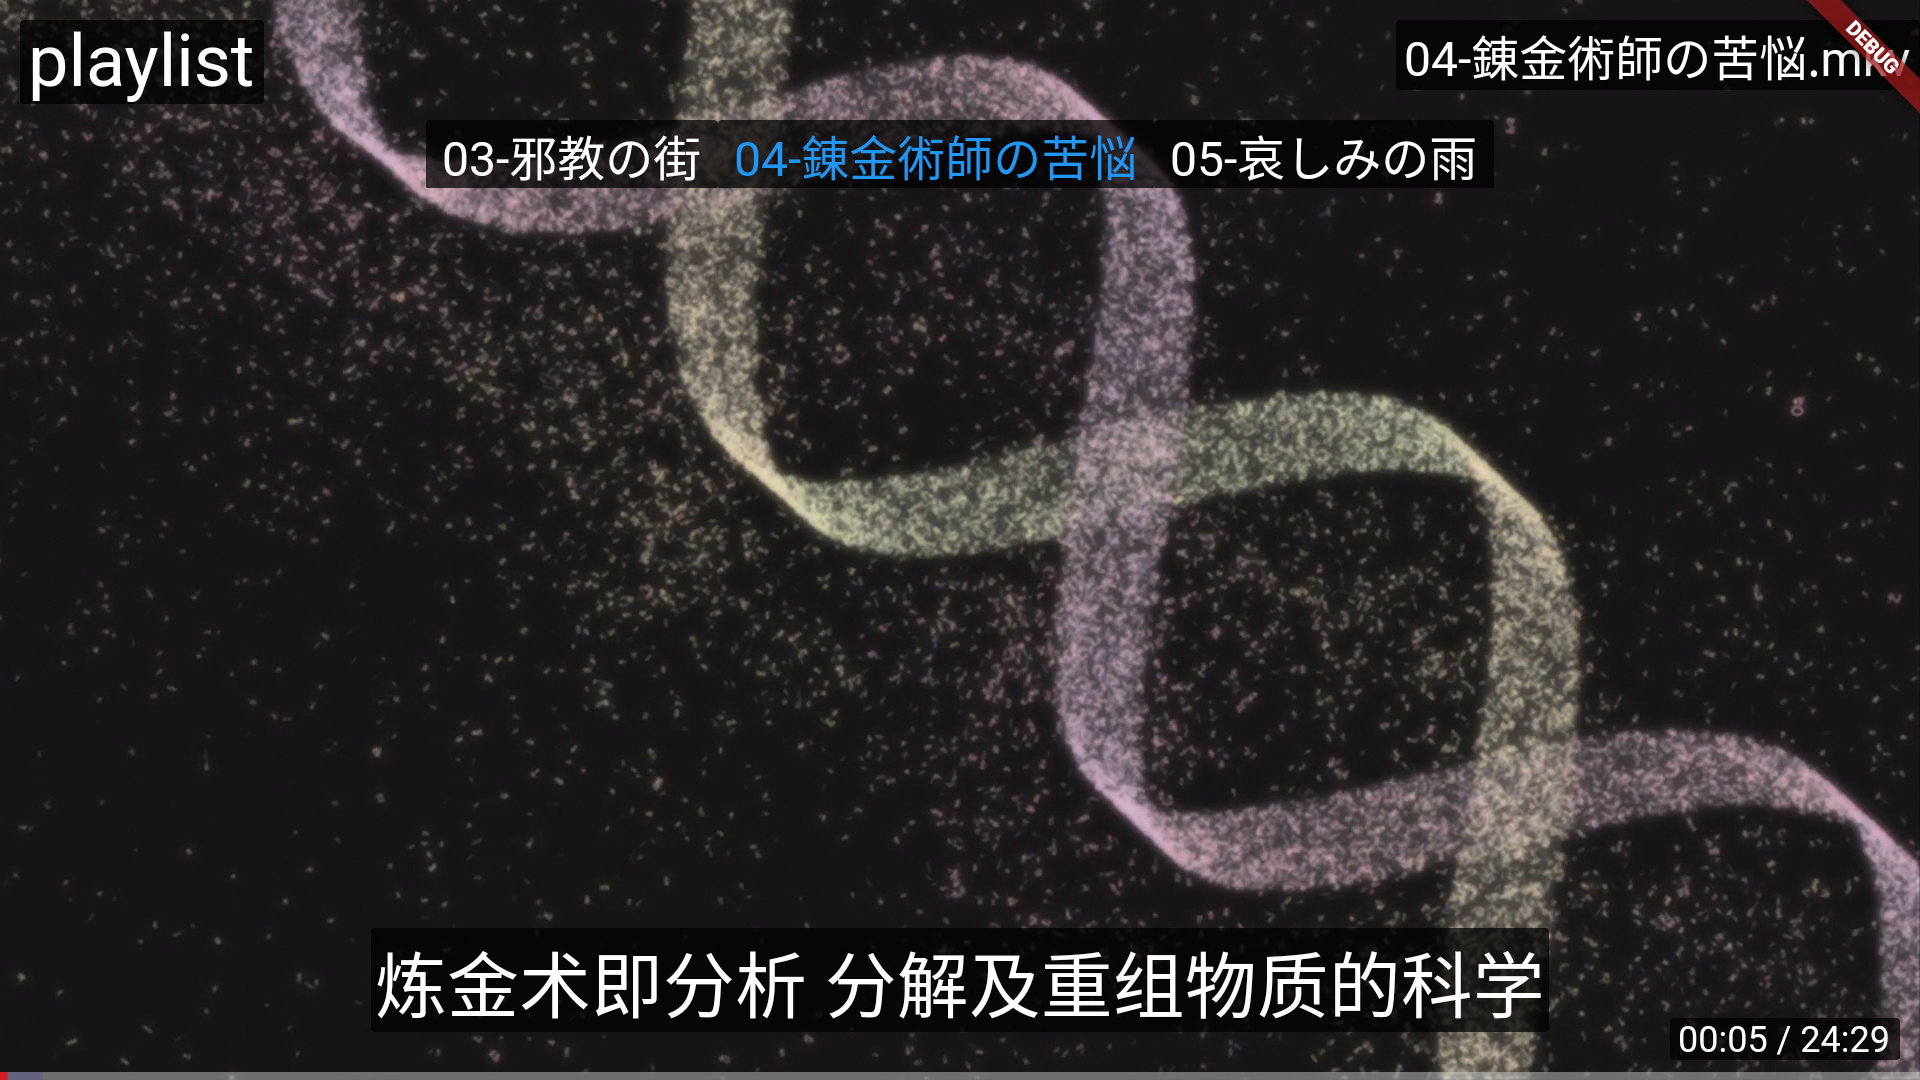 playlist
04-錬金術師の苦悩.mkv
DEBUG
03-邪教の街 04-錬金術師の苦悩 05-哀しみの雨
炼金术即分析 分解及重组物质的科学
00:05 / 24:29